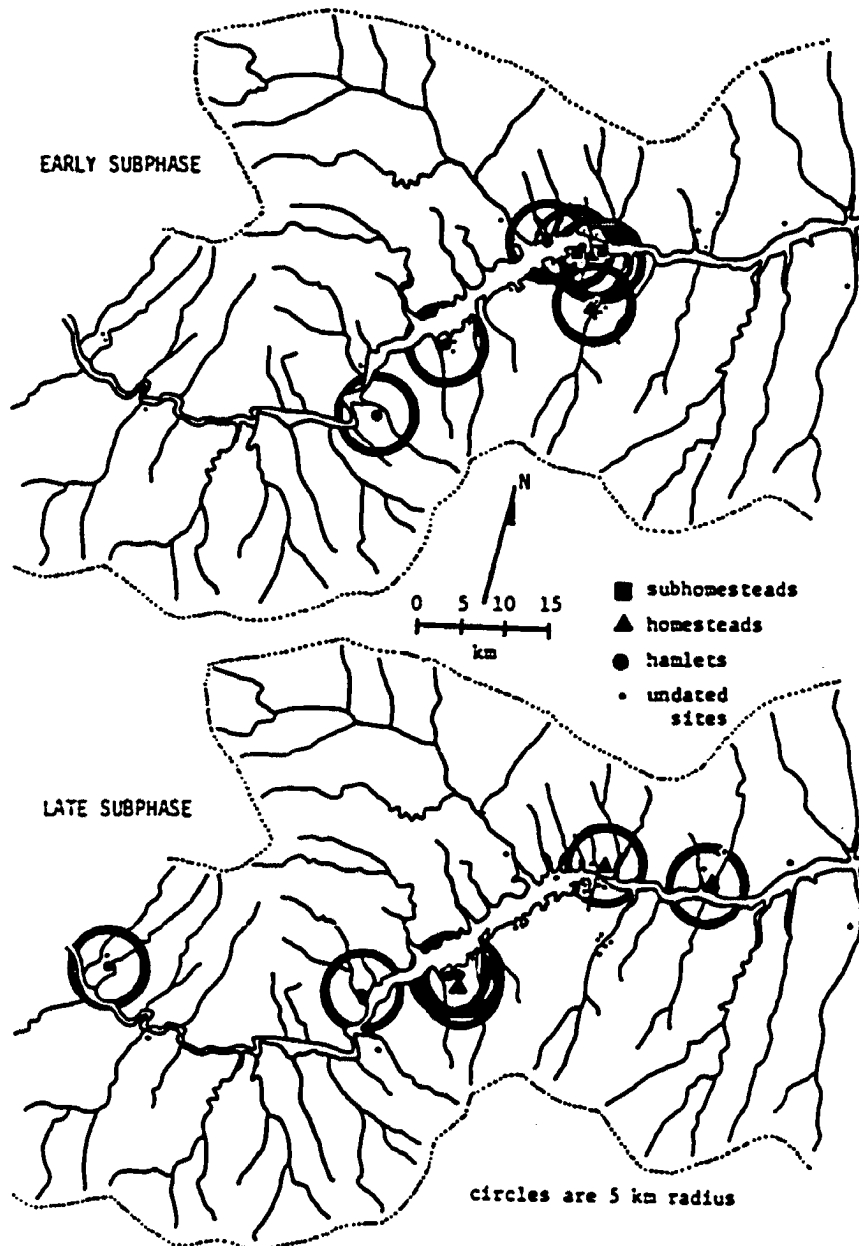 EARLY SUBPHASE
N
0 5 10 15
km
subhomesteads
homesteads
hamlets
undated
sites
LATE SUBPHASE
circles are 5 km radius